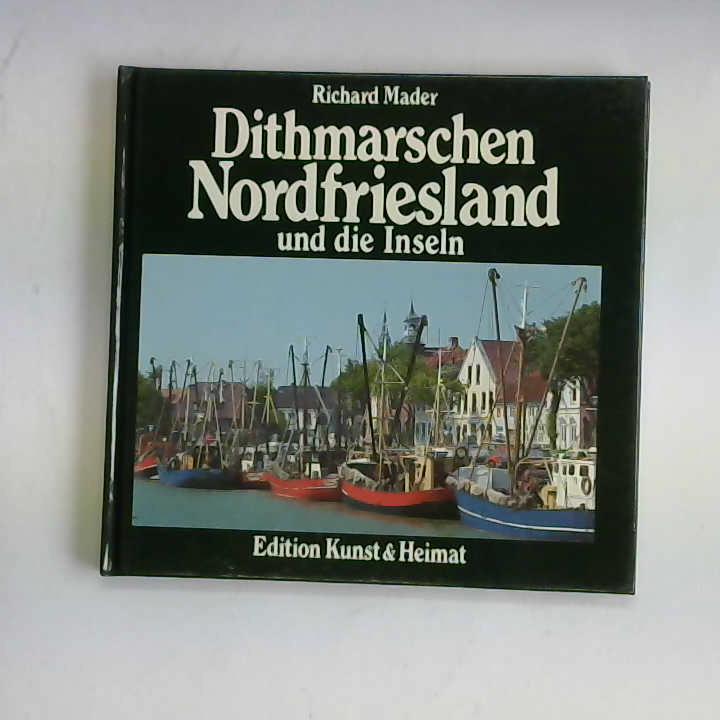 Richard Mader
Dithmarschen
Nordfriesland
und die Inseln
Edition Kunst & Heimat